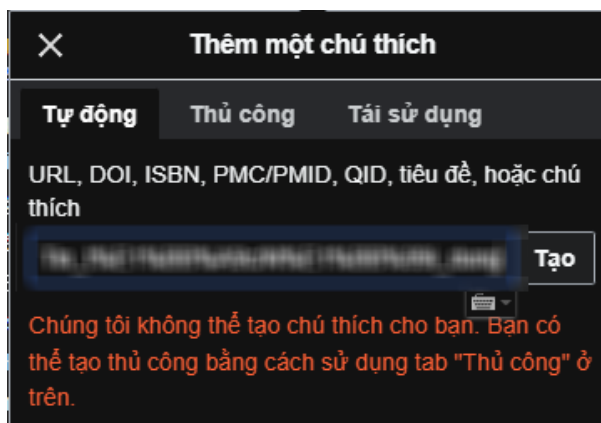 Thêm một chú thích
Tự động Thủ công Tái sử dụng
URL, DOI, ISBN, PMC/PMID, QID, tiêu đề, hoặc chú
thích
Tạo
Chúng tôi không thể tạo chú thích cho bạn. Bạn có
thể tạo thủ công bằng cách sử dụng tab "Thủ công" ở
trên.